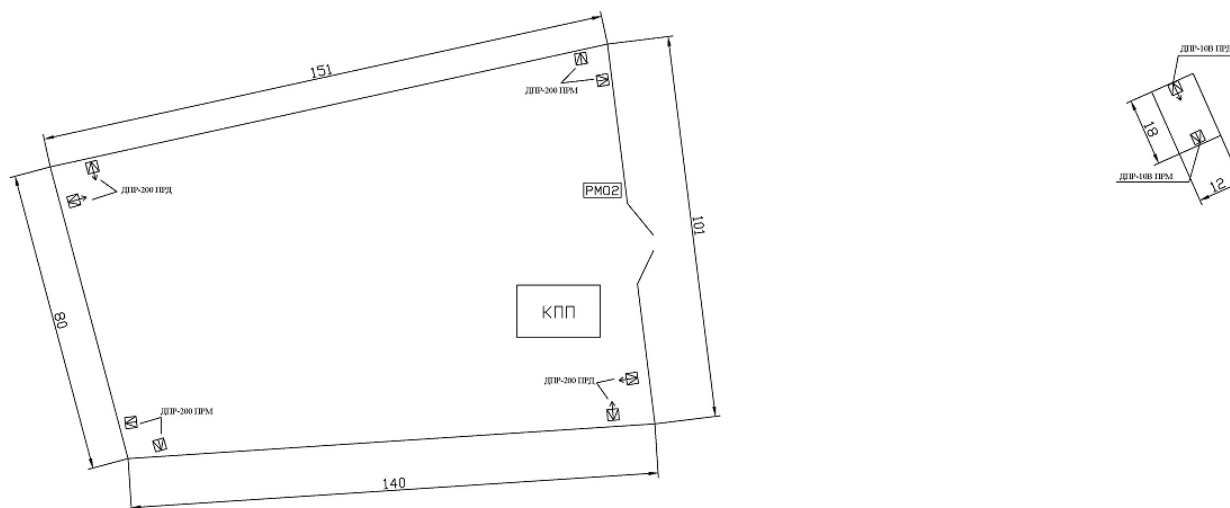 151
ДПР-200 ПРМ
ДПР-10В ПРД
18
ДПР-10В ПРМ
12
ДПР-200 ПРД
РМО2
101
80
КПП
ДПР-200 ПРД
ДПР-200 ПРМ
140